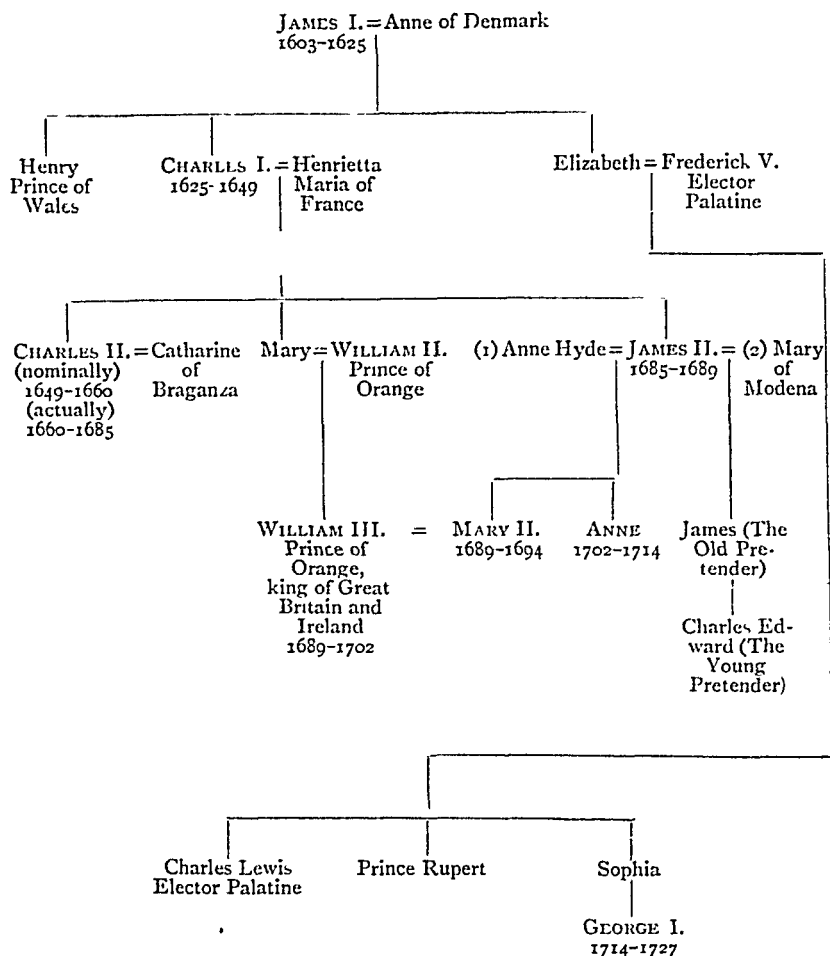 JAMES I. = Anne of Denmark
1603-1625
Henry
Prince of
Wales
CHARLES I. = Henrietta
1625-1649
Maria of
France
Elizabeth = Frederick V.
Elector
Palatine
CHARLES II. = Catharine
(nominally)
1649-1660
(actually)
1660-1685
of
Braganza
Mary = WILLIAM II.
Prince of
Orange
(1) Anne Hyde = JAMES II. = (2) Mary
1685-1689
of
Modena
WILLIAM III.
Prince of
Orange,
king of Great
Britain and
Ireland
1689-1702
=
MARY II.
1689-1694
ANNE
1702-1714
James (The
Old Pre-
tender)
Charles Ed-
ward (The
Young
Pretender)
Charles Lewis
Elector Palatine
Prince Rupert
Sophia
GEORGE I.
1714-1727